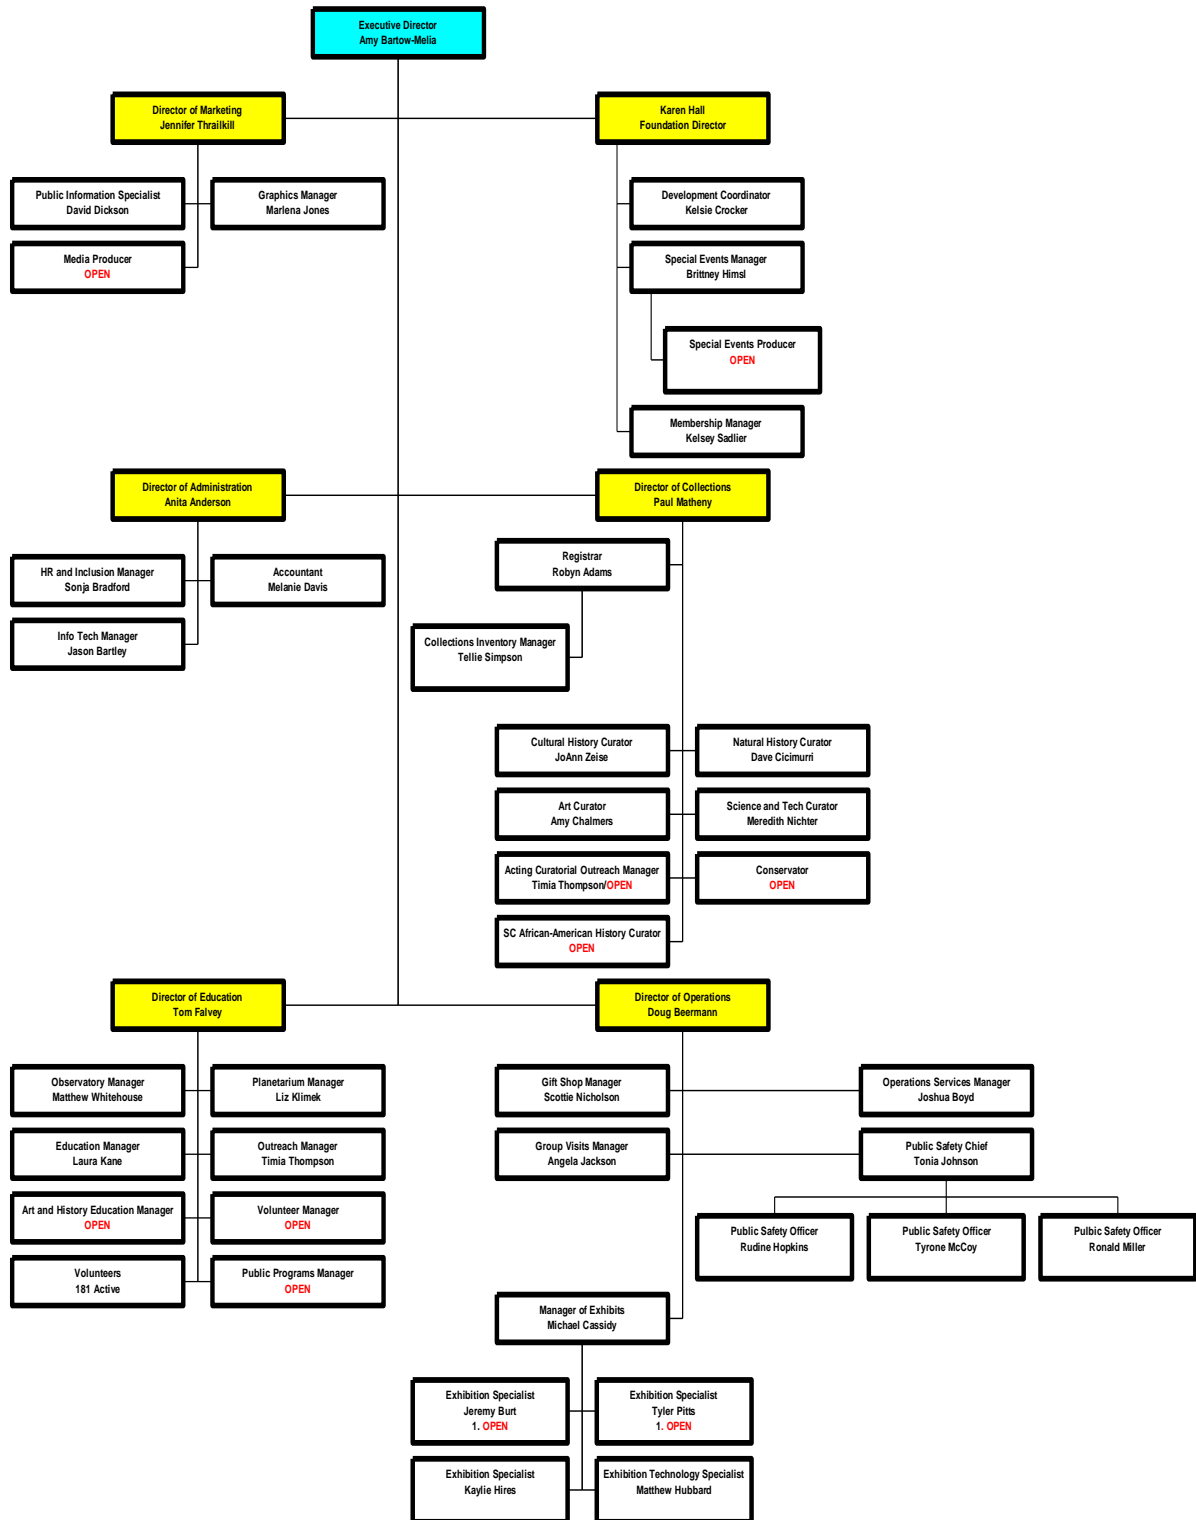 Executive Director
Amy Bartow-Melia
Director of Marketing
Jennifer Thrailkill
Karen Hall
Foundation Director
Public Information Specialist
David Dickson
Graphics Manager
Marlena Jones
Media Producer
OPEN
Development Coordinator
Kelsie Crocker
Special Events Manager
Brittney Himsl
Special Events Producer
OPEN
Membership Manager
Kelsey Sadlier
Director of Administration
Anita Anderson
Director of Collections
Paul Matheny
HR and Inclusion Manager
Sonja Bradford
Accountant
Melanie Davis
Info Tech Manager
Jason Bartley
Registrar
Robyn Adams
Collections Inventory Manager
Tellie Simpson
Cultural History Curator
JoAnn Zeise
Natural History Curator
Dave Cicimurri
Art Curator
Amy Chalmers
Science and Tech Curator
Meredith Nichter
Acting Curatorial Outreach Manager
Timia Thompson/OPEN
Conservator
OPEN
SC African-American History Curator
OPEN
Director of Education
Tom Falvey
Director of Operations
Doug Beermann
Observatory Manager
Matthew Whitehouse
Planetarium Manager
Liz Klimek
Education Manager
Laura Kane
Outreach Manager
Timia Thompson
Art and History Education Manager
OPEN
Volunteer Manager
OPEN
Volunteers
181 Active
Public Programs Manager
OPEN
Gift Shop Manager
Scottie Nicholson
Operations Services Manager
Joshua Boyd
Group Visits Manager
Angela Jackson
Public Safety Chief
Tonia Johnson
Public Safety Officer
Rudine Hopkins
Public Safety Officer
Tyrone McCoy
Pulbic Safety Officer
Ronald Miller
Manager of Exhibits
Michael Cassidy
Exhibition Specialist
Jeremy Burt
1. OPEN
Exhibition Specialist
Tyler Pitts
1. OPEN
Exhibition Specialist
Kaylie Hires
Exhibition Technology Specialist
Matthew Hubbard